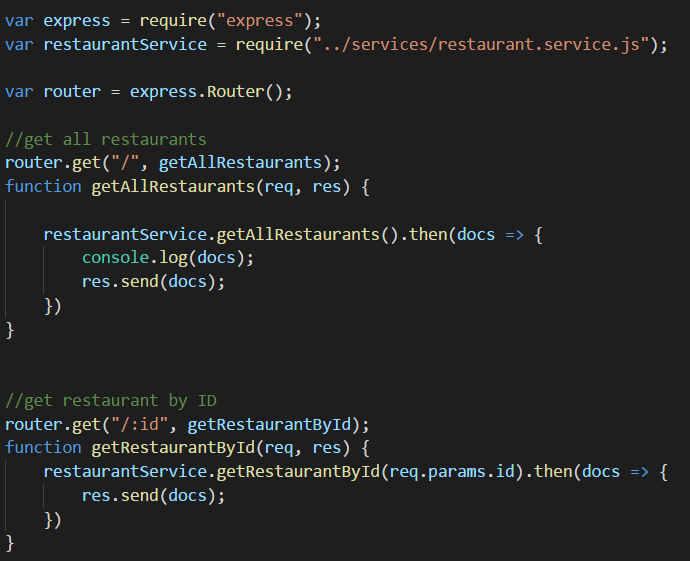 var express = require("express");
var restaurantService = require("../services/restaurant.service.js");
var router = express.Router();
//get all restaurants
router.get("/", getAllRestaurants);
function getAllRestaurants(req, res) {
restaurantService.getAllRestaurants().then(docs => {
console.log(docs);
res.send(docs);
})
}
//get restaurant by ID
router.get("/:id", getRestaurantById);
function getRestaurantById(req, res) {
restaurantService.getRestaurantById(req.params.id).then(docs => {
res.send(docs);
})
}